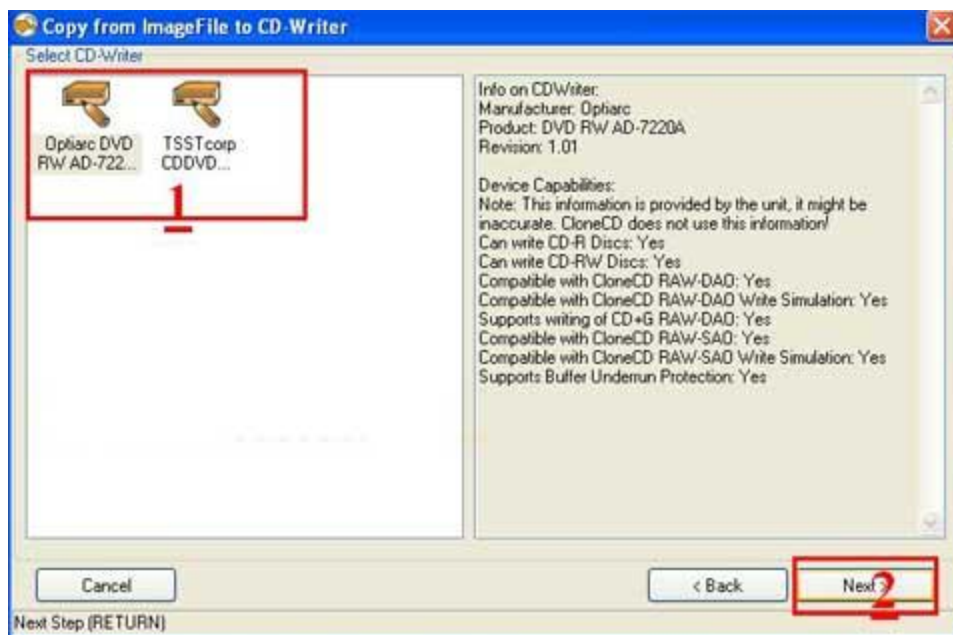 Copy from ImageFile to CD-Writer
Select CD-Writer
Optiarc DVD
RW AD-722...
TSSTcorp
CDDVD...
1
Info on CDWriter:
Manufacturer: Optiarc
Product: DVD RW AD-7220A
Revision: 1.01
Device Capabilities:
Note: This information is provided by the unit, it might be
inaccurate. CloneCD does not use this information!
Can write CD-R Discs: Yes
Can write CD-RW Discs: Yes
Compatible with CloneCD RAW-DAO: Yes
Compatible with CloneCD RAW-DAO Write Simulation: Yes
Supports writing of CD+G RAW-DAO: Yes
Compatible with CloneCD RAW-SAO: Yes
Compatible with CloneCD RAW-SAO Write Simulation: Yes
Supports Buffer Underrun Protection: Yes
Cancel
< Back
Next >
2
Next Step (RETURN)